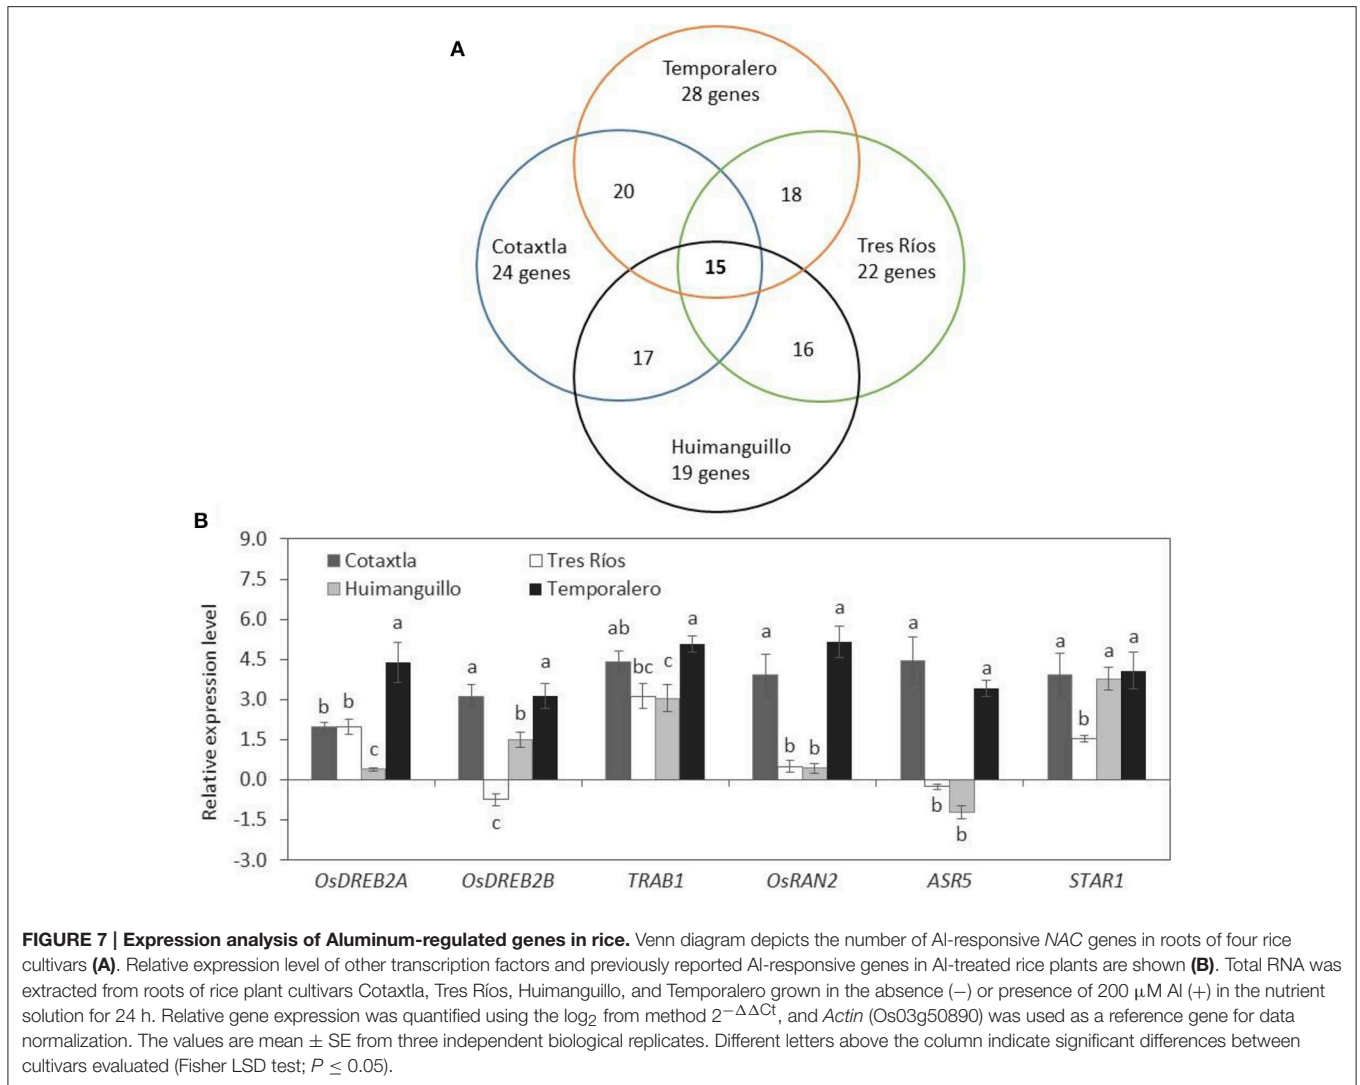 A
Temporalero
28 genes
20
18
Cotaxtla
24 genes
15
Tres Ríos
22 genes
17
16
Huimanguillo
19 genes
B
9.0
7.5
6.0
4.5
3.0
1.5
0.0
-1.5
-3.0
Relative expression level
Cotaxtla
Tres Ríos
Huimanguillo
Temporalero
b b c a
a c b a
ab bc c a
a b b a
a b b a
a b a a
OsDREB2A OsDREB2B TRAB1 OsRAN2 ASR5 STAR1
FIGURE 7 | Expression analysis of Aluminum-regulated genes in rice. Venn diagram depicts the number of Al-responsive NAC genes in roots of four rice
cultivars (A). Relative expression level of other transcription factors and previously reported Al-responsive genes in Al-treated rice plants are shown (B). Total RNA was
extracted from roots of rice plant cultivars Cotaxtla, Tres Ríos, Huimanguillo, and Temporalero grown in the absence (−) or presence of 200 μM Al (+) in the nutrient
solution for 24 h. Relative gene expression was quantified using the log₂ from method 2^−ΔΔCt, and Actin (Os03g50890) was used as a reference gene for data
normalization. The values are mean ± SE from three independent biological replicates. Different letters above the column indicate significant differences between
cultivars evaluated (Fisher LSD test; P ≤ 0.05).